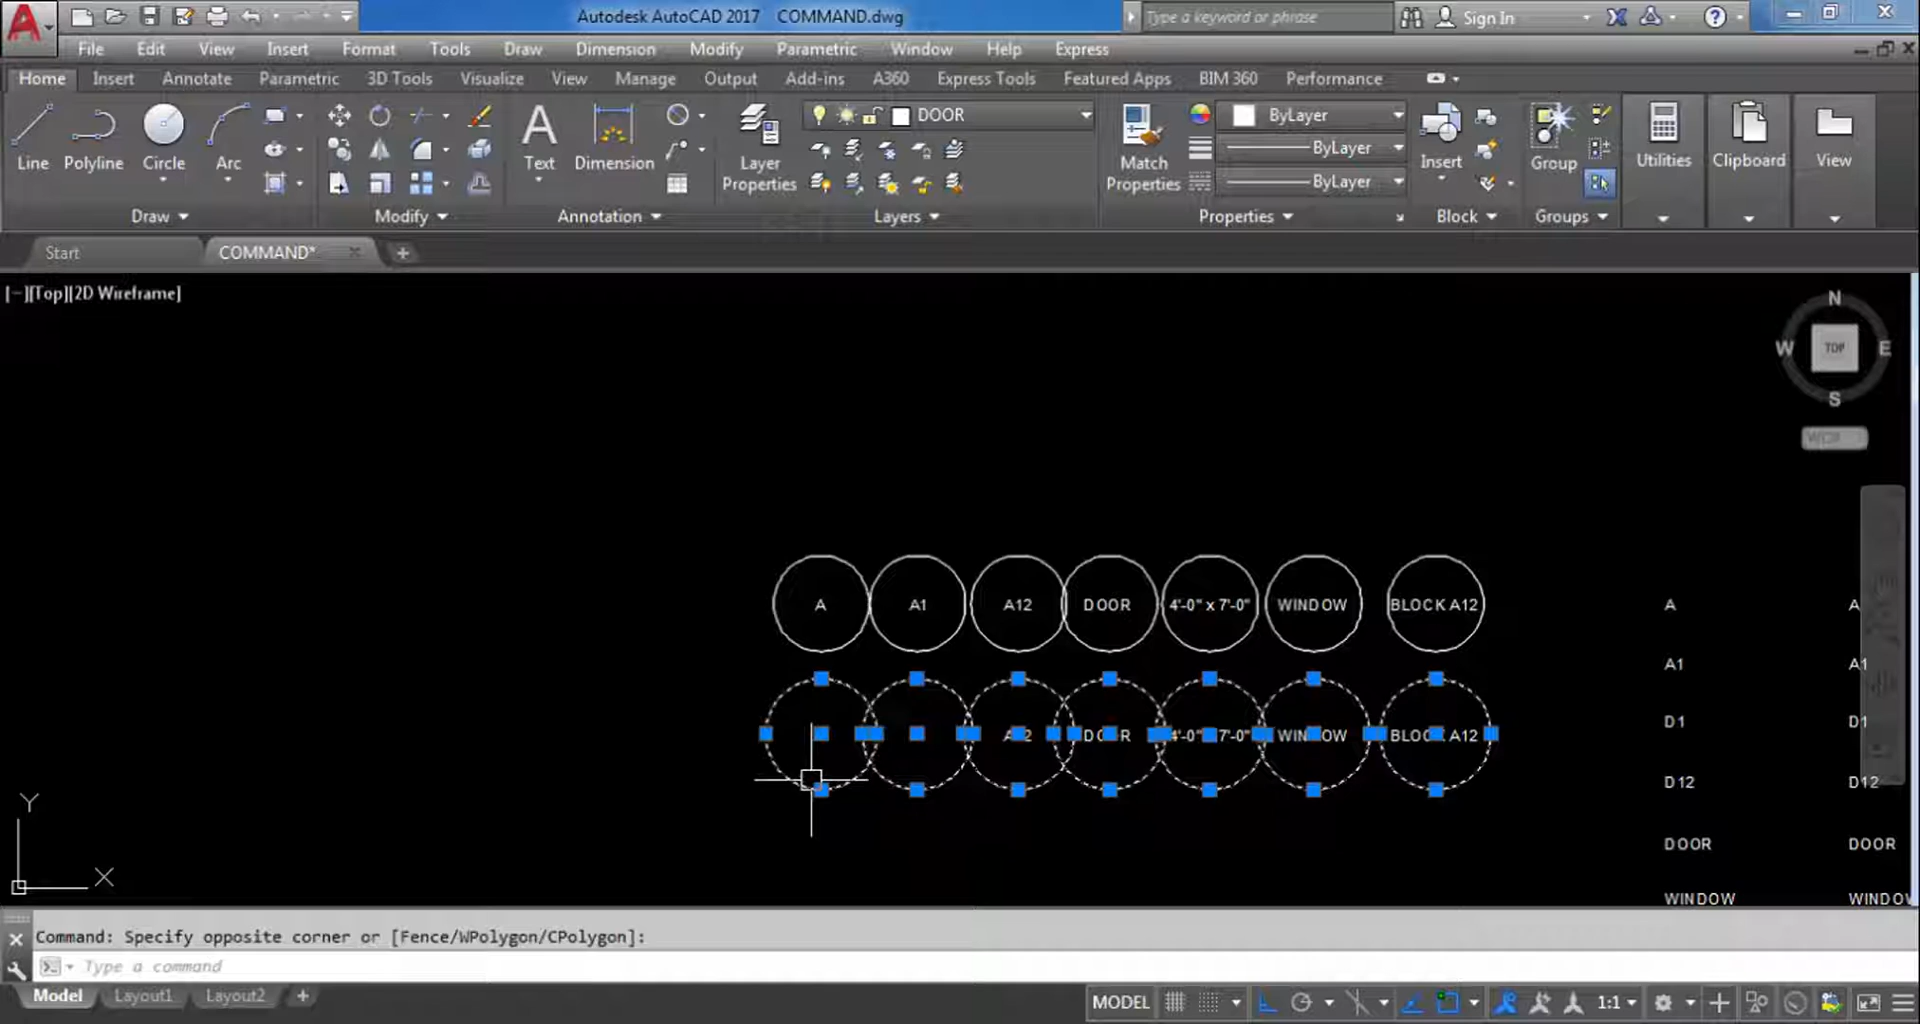 Autodesk AutoCAD 2017 COMMAND.dwg
Type a keyword or phrase
Sign In
File Edit View Insert Format Tools Draw Dimension Modify Parametric Window Help Express
Home Insert Annotate Parametric 3D Tools Visualize View Manage Output Add-ins A360 Express Tools Featured Apps BIM 360 Performance
DOOR
ByLayer
ByLayer
ByLayer
Line Polyline Circle Arc
Text Dimension
Layer Properties
Match Properties
Insert
Group
Utilities Clipboard View
Draw Modify Annotation Layers Properties Block Groups
Start COMMAND*
[−][Top][2D Wireframe]
N
W TOP E
S
A A1 A12 DOOR 4'-0" x 7'-0" WINDOW BLOCK A12
A A
A1 A1
D1 D1
D12 D12
DOOR DOOR
WINDOW
Y
X
Command: Specify opposite corner or [Fence/WPolygon/CPolygon]:
Type a command
Model Layout1 Layout2 +
MODEL 1:1